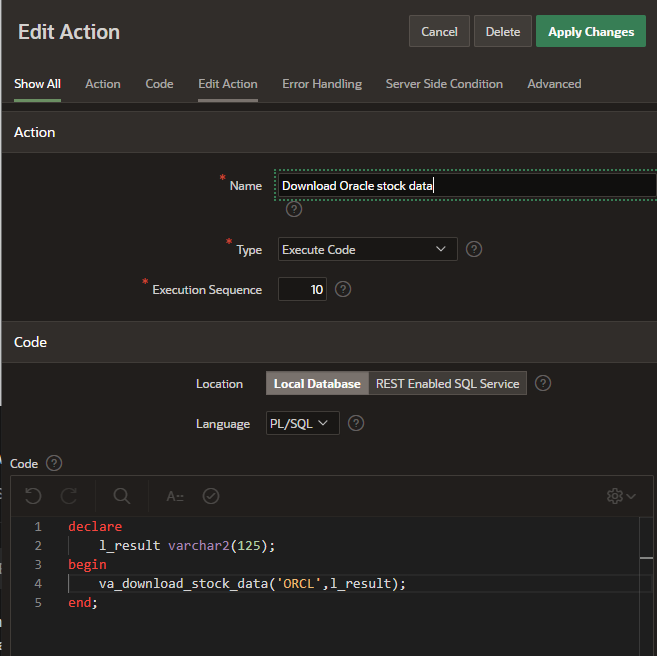 Edit Action
Cancel
Delete
Apply Changes
Show All
Action
Code
Edit Action
Error Handling
Server Side Condition
Advanced
Action
* Name
Download Oracle stock data
?
* Type
Execute Code
?
* Execution Sequence
10
?
Code
Location
Local Database
REST Enabled SQL Service
?
Language
PL/SQL
?
Code ?
A::
1 declare
2 l_result varchar2(125);
3 begin
4 va_download_stock_data('ORCL',l_result);
5 end;